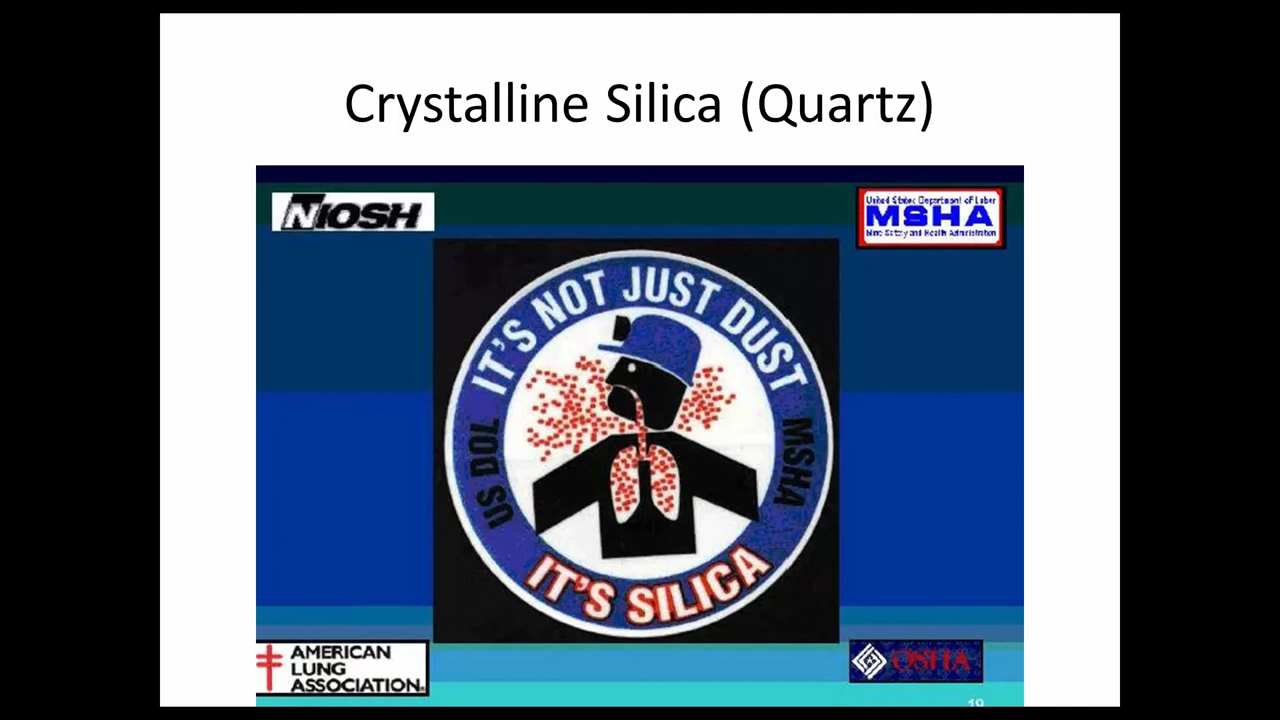 Crystalline Silica (Quartz)
NIOSH
United States Department of Labor
MSHA
Mine Safety and Health Administration
IT'S NOT JUST DUST
US DOL
MSHA
IT'S SILICA
AMERICAN
LUNG
ASSOCIATION®
OSHA
19